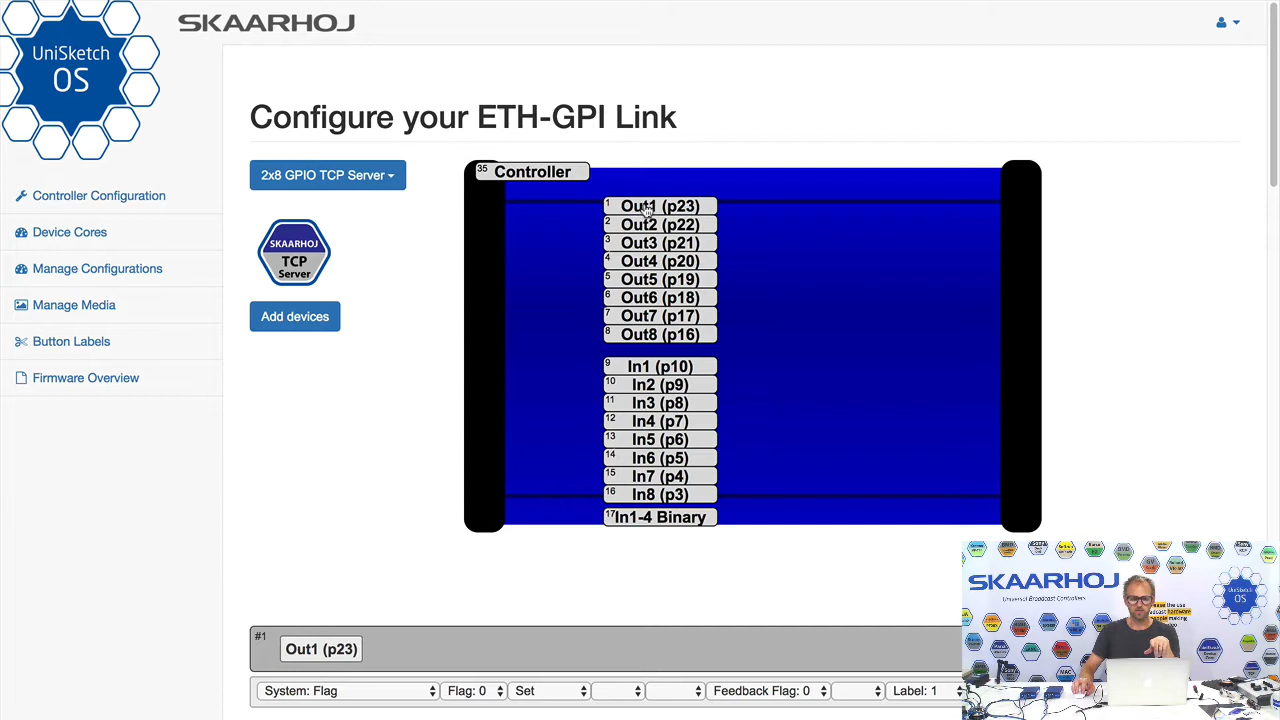 UniSketch
OS
SKAARHOJ
Configure your ETH-GPI Link
2x8 GPIO TCP Server
SKAARHOJ
TCP
Server
Add devices
Controller Configuration
Device Cores
Manage Configurations
Manage Media
Button Labels
Firmware Overview
35 Controller
1 Out1 (p23)
2 Out2 (p22)
3 Out3 (p21)
4 Out4 (p20)
5 Out5 (p19)
6 Out6 (p18)
7 Out7 (p17)
8 Out8 (p16)
9 In1 (p10)
10 In2 (p9)
11 In3 (p8)
12 In4 (p7)
13 In5 (p6)
14 In6 (p5)
15 In7 (p4)
16 In8 (p3)
17 In1-4 Binary
#1
Out1 (p23)
System: Flag Flag: 0 Set Feedback Flag: 0 Label: 1
SKAARHOJ
Universal Broadcast Controllers
UniSketch
OS